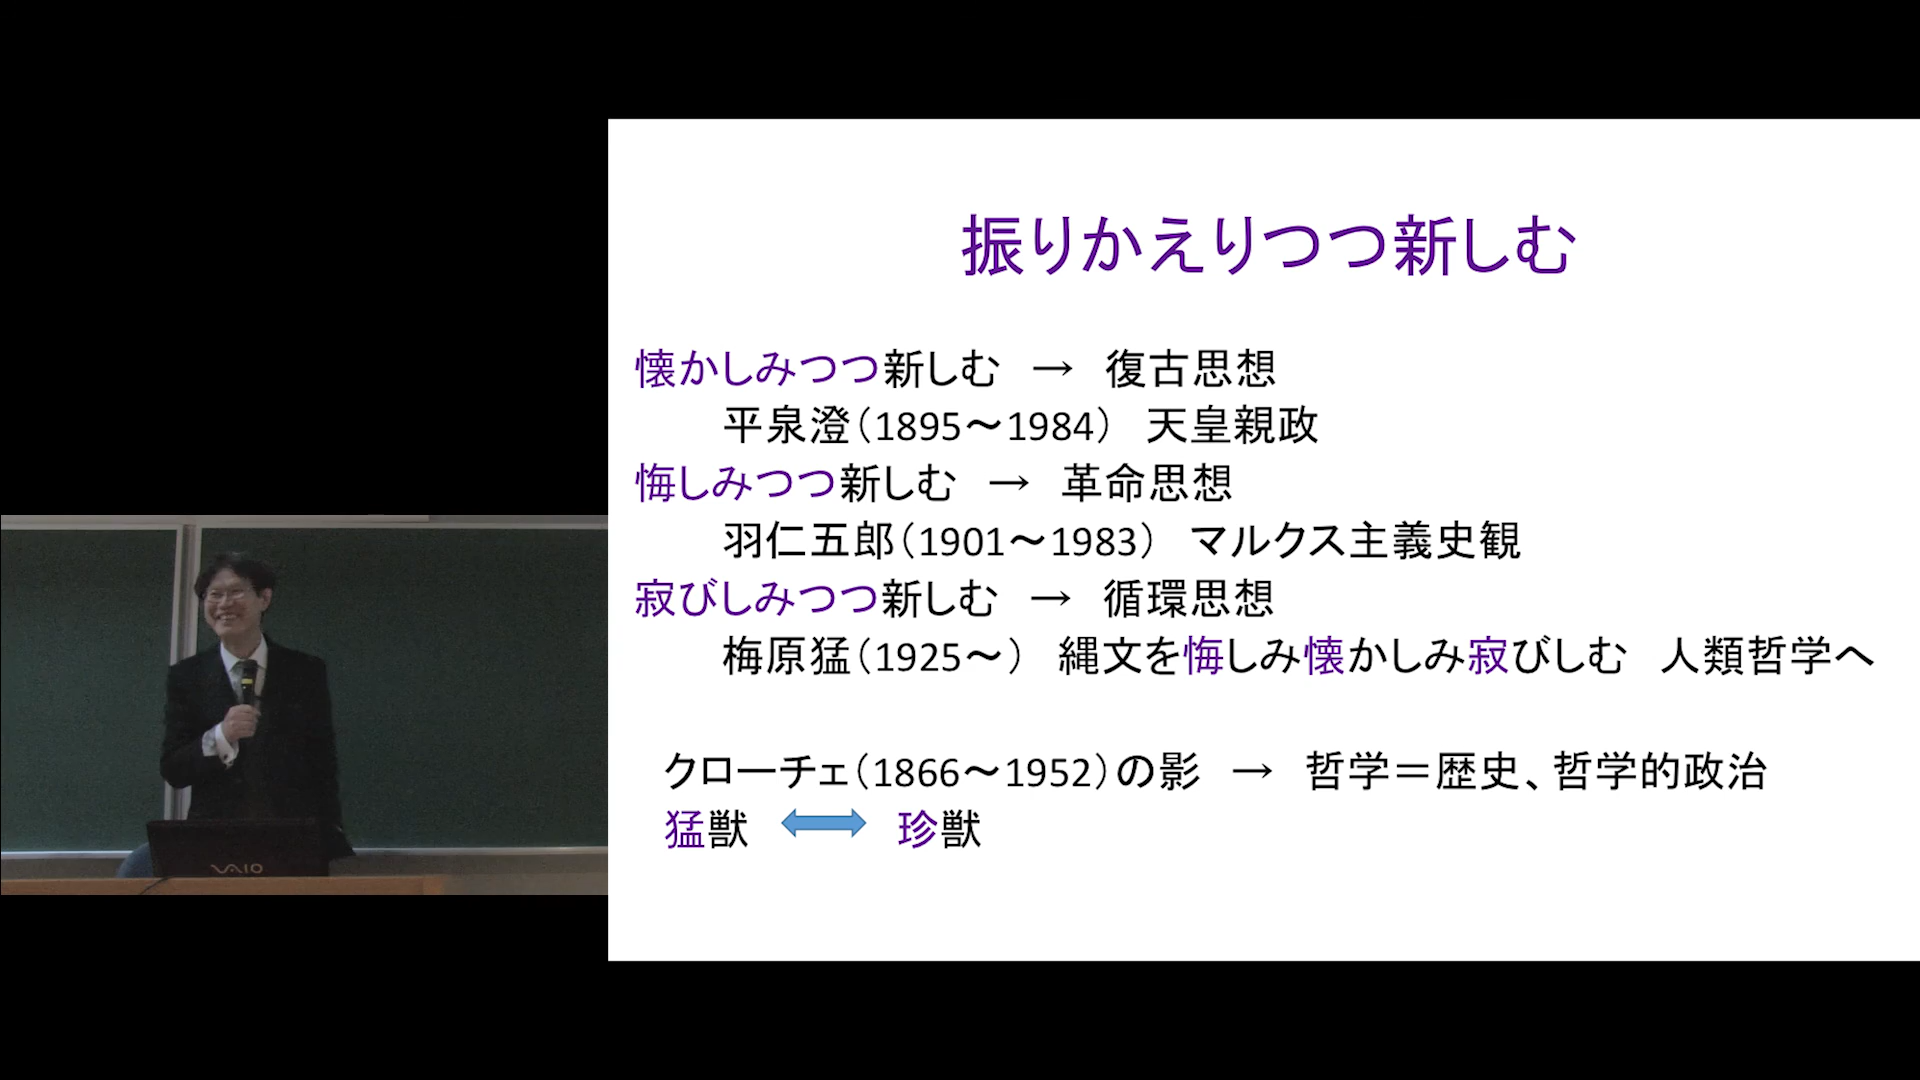 振りかえりつつ新しむ
懐かしみつつ新しむ　→　復古思想
平泉澄（1895～1984）　天皇親政
悔しみつつ新しむ　→　革命思想
羽仁五郎（1901～1983）　マルクス主義史観
寂びしみつつ新しむ　→　循環思想
梅原猛（1925～）　縄文を悔しみ懐かしみ寂びしむ　人類哲学へ
クローチェ（1866～1952）の影　→　哲学＝歴史、哲学的政治
猛獣　⟺　珍獣
VAIO